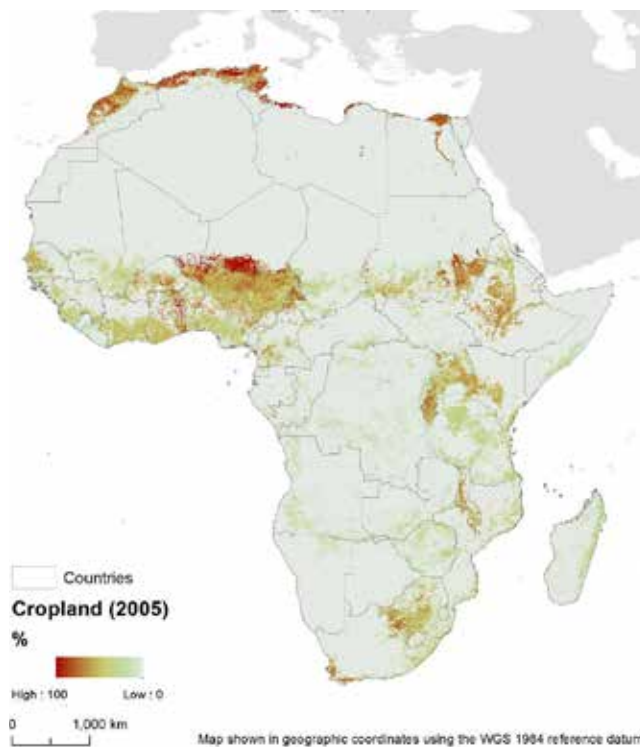 Countries
Cropland (2005)
%
High : 100 Low : 0
0 1,000 km
Map shown in geographic coordinates using the WGS 1984 reference datum